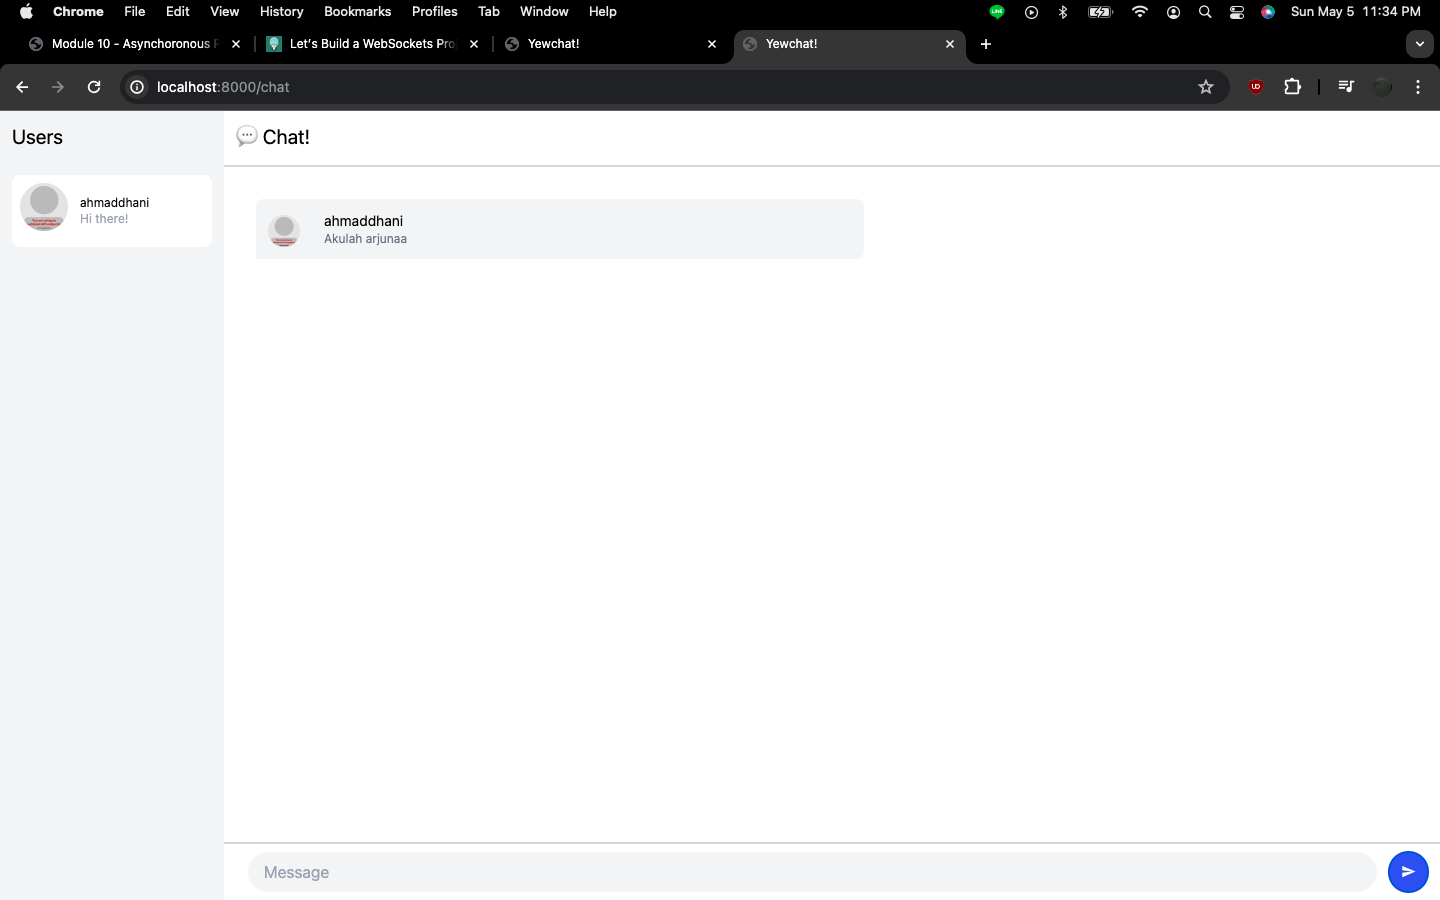 Chrome File Edit View History Bookmarks Profiles Tab Window Help Sun May 5 11:34 PM
Module 10 - Asynchoronous Let's Build a WebSockets Yewchat! Yewchat!
localhost:8000/chat
Users
💬 Chat!
ahmaddhani
Hi there!
ahmaddhani
Akulah arjunaa
Message